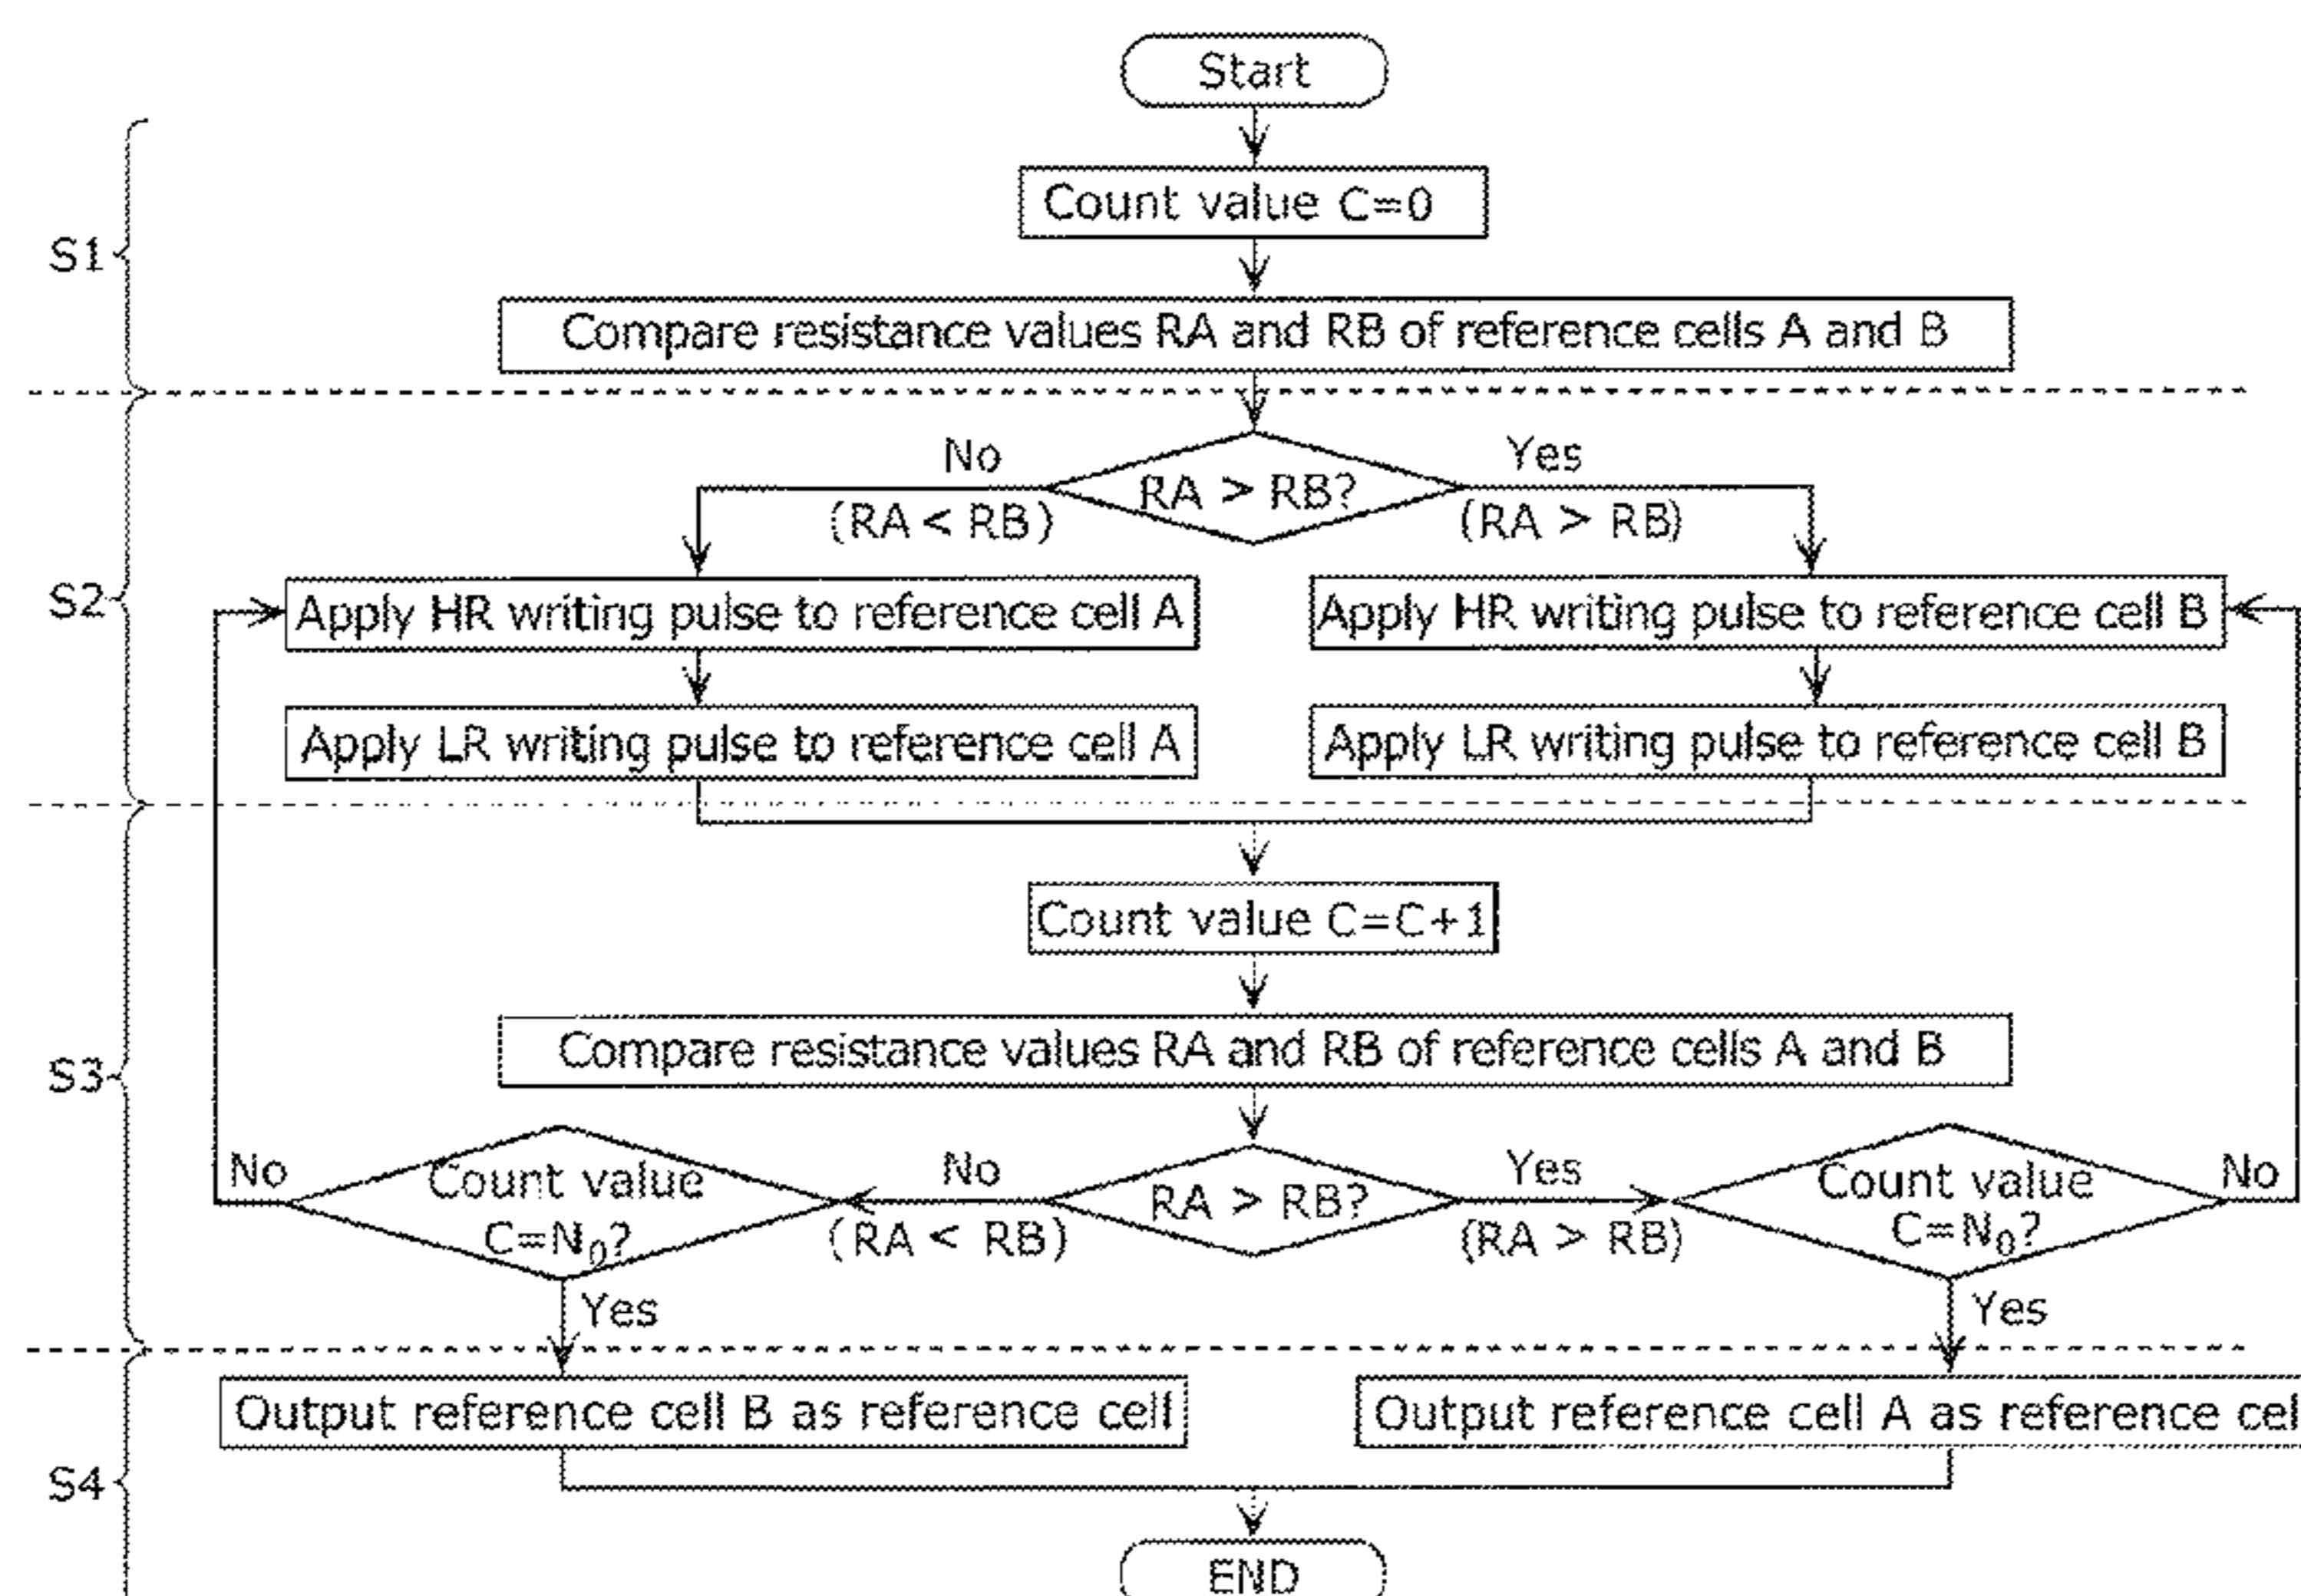 Start
Count value C=0
S1
Compare resistance values RA and RB of reference cells A and B
No
Yes
RA > RB?
(RA < RB)
(RA > RB)
S2
Apply HR writing pulse to reference cell A
Apply HR writing pulse to reference cell B
Apply LR writing pulse to reference cell A
Apply LR writing pulse to reference cell B
Count value C=C+1
S3
Compare resistance values RA and RB of reference cells A and B
No
Count value
C=N₀?
No
(RA < RB)
RA > RB?
Yes
(RA > RB)
Count value
C=N₀?
No
Yes
Yes
Output reference cell B as reference cell
Output reference cell A as reference cel
S4
END